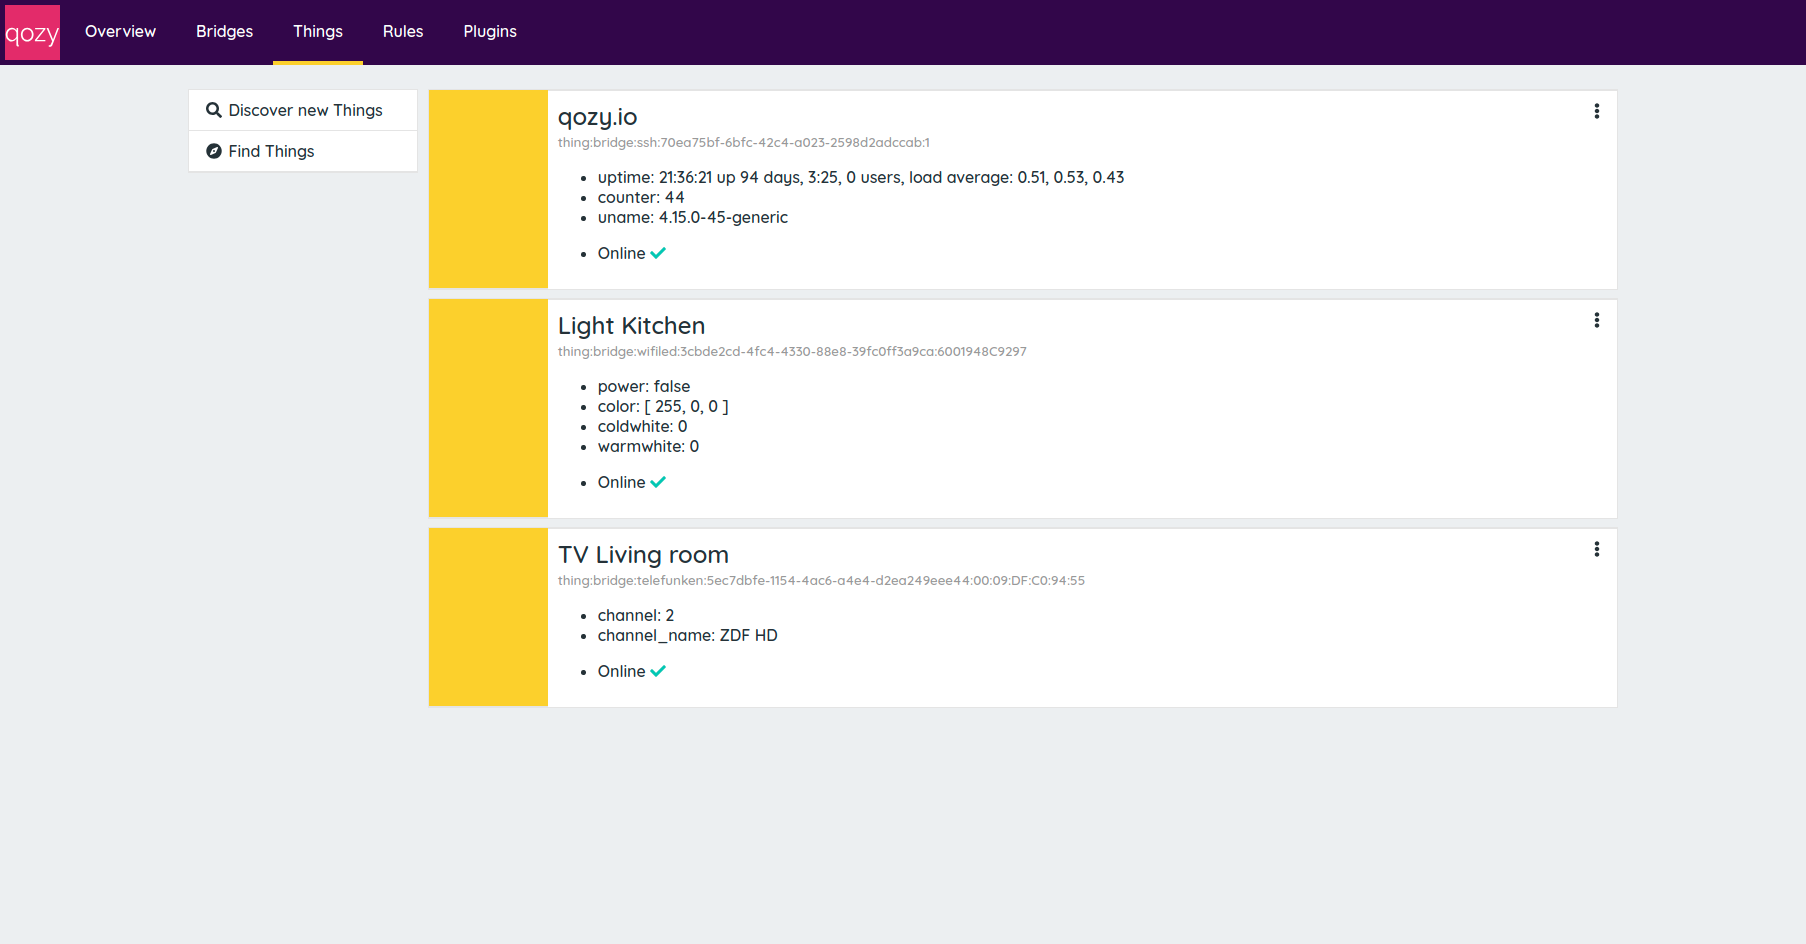 qozy
Overview
Bridges
Things
Rules
Plugins
Discover new Things
Find Things
qozy.io
thing:bridge:ssh:70ea75bf-6bfc-42c4-a023-2598d2adccab:1
uptime: 21:36:21 up 94 days, 3:25, 0 users, load average: 0.51, 0.53, 0.43
counter: 44
uname: 4.15.0-45-generic
Online
Light Kitchen
thing:bridge:wifiled:3cbde2cd-4fc4-4330-88e8-39fc0ff3a9ca:6001948C9297
power: false
color: [ 255, 0, 0 ]
coldwhite: 0
warmwhite: 0
Online
TV Living room
thing:bridge:telefunken:5ec7dbfe-1154-4ac6-a4e4-d2ea249eee44:00:09:DF:C0:94:55
channel: 2
channel_name: ZDF HD
Online